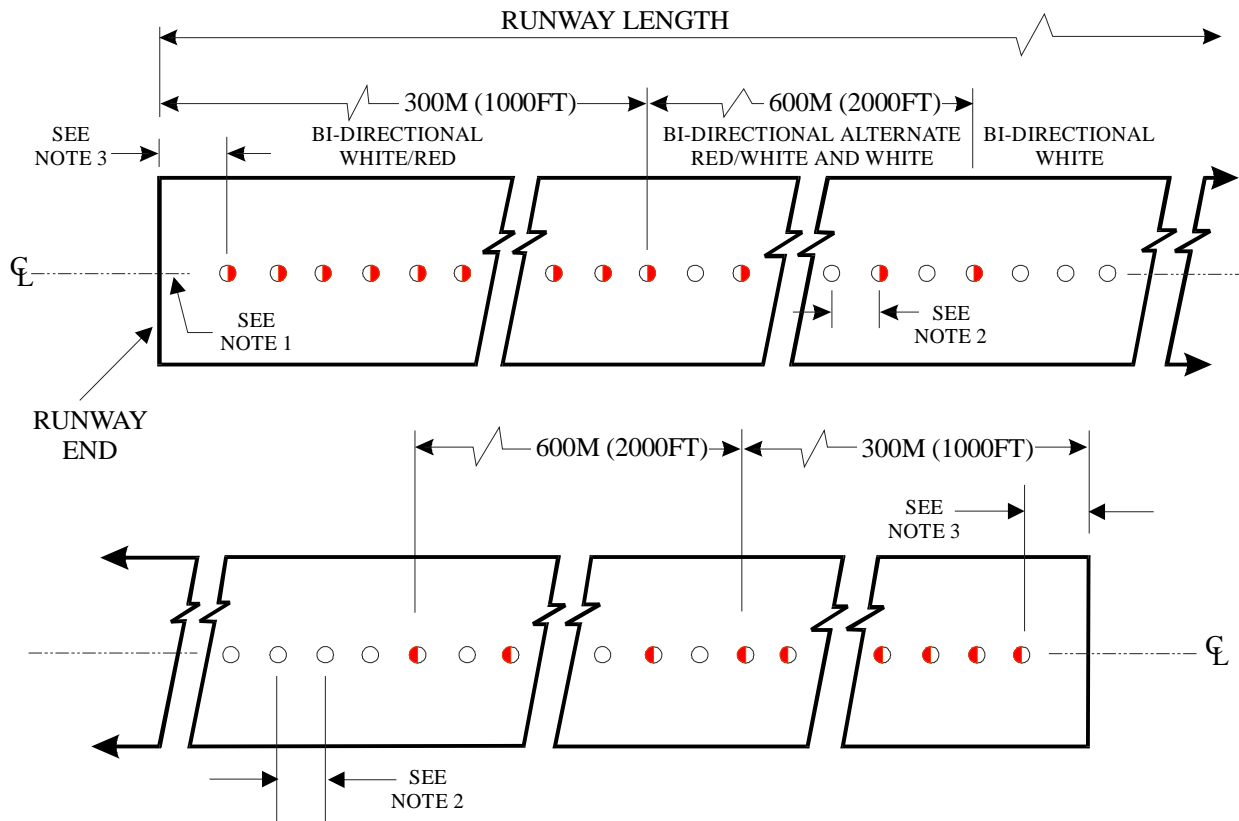 RUNWAY LENGTH
300M (1000FT)
600M (2000FT)
SEE
NOTE 3
BI-DIRECTIONAL
WHITE/RED
BI-DIRECTIONAL ALTERNATE
RED/WHITE AND WHITE
BI-DIRECTIONAL
WHITE
℄
SEE
NOTE 1
SEE
NOTE 2
RUNWAY
END
600M (2000FT)
300M (1000FT)
SEE
NOTE 3
℄
SEE
NOTE 2